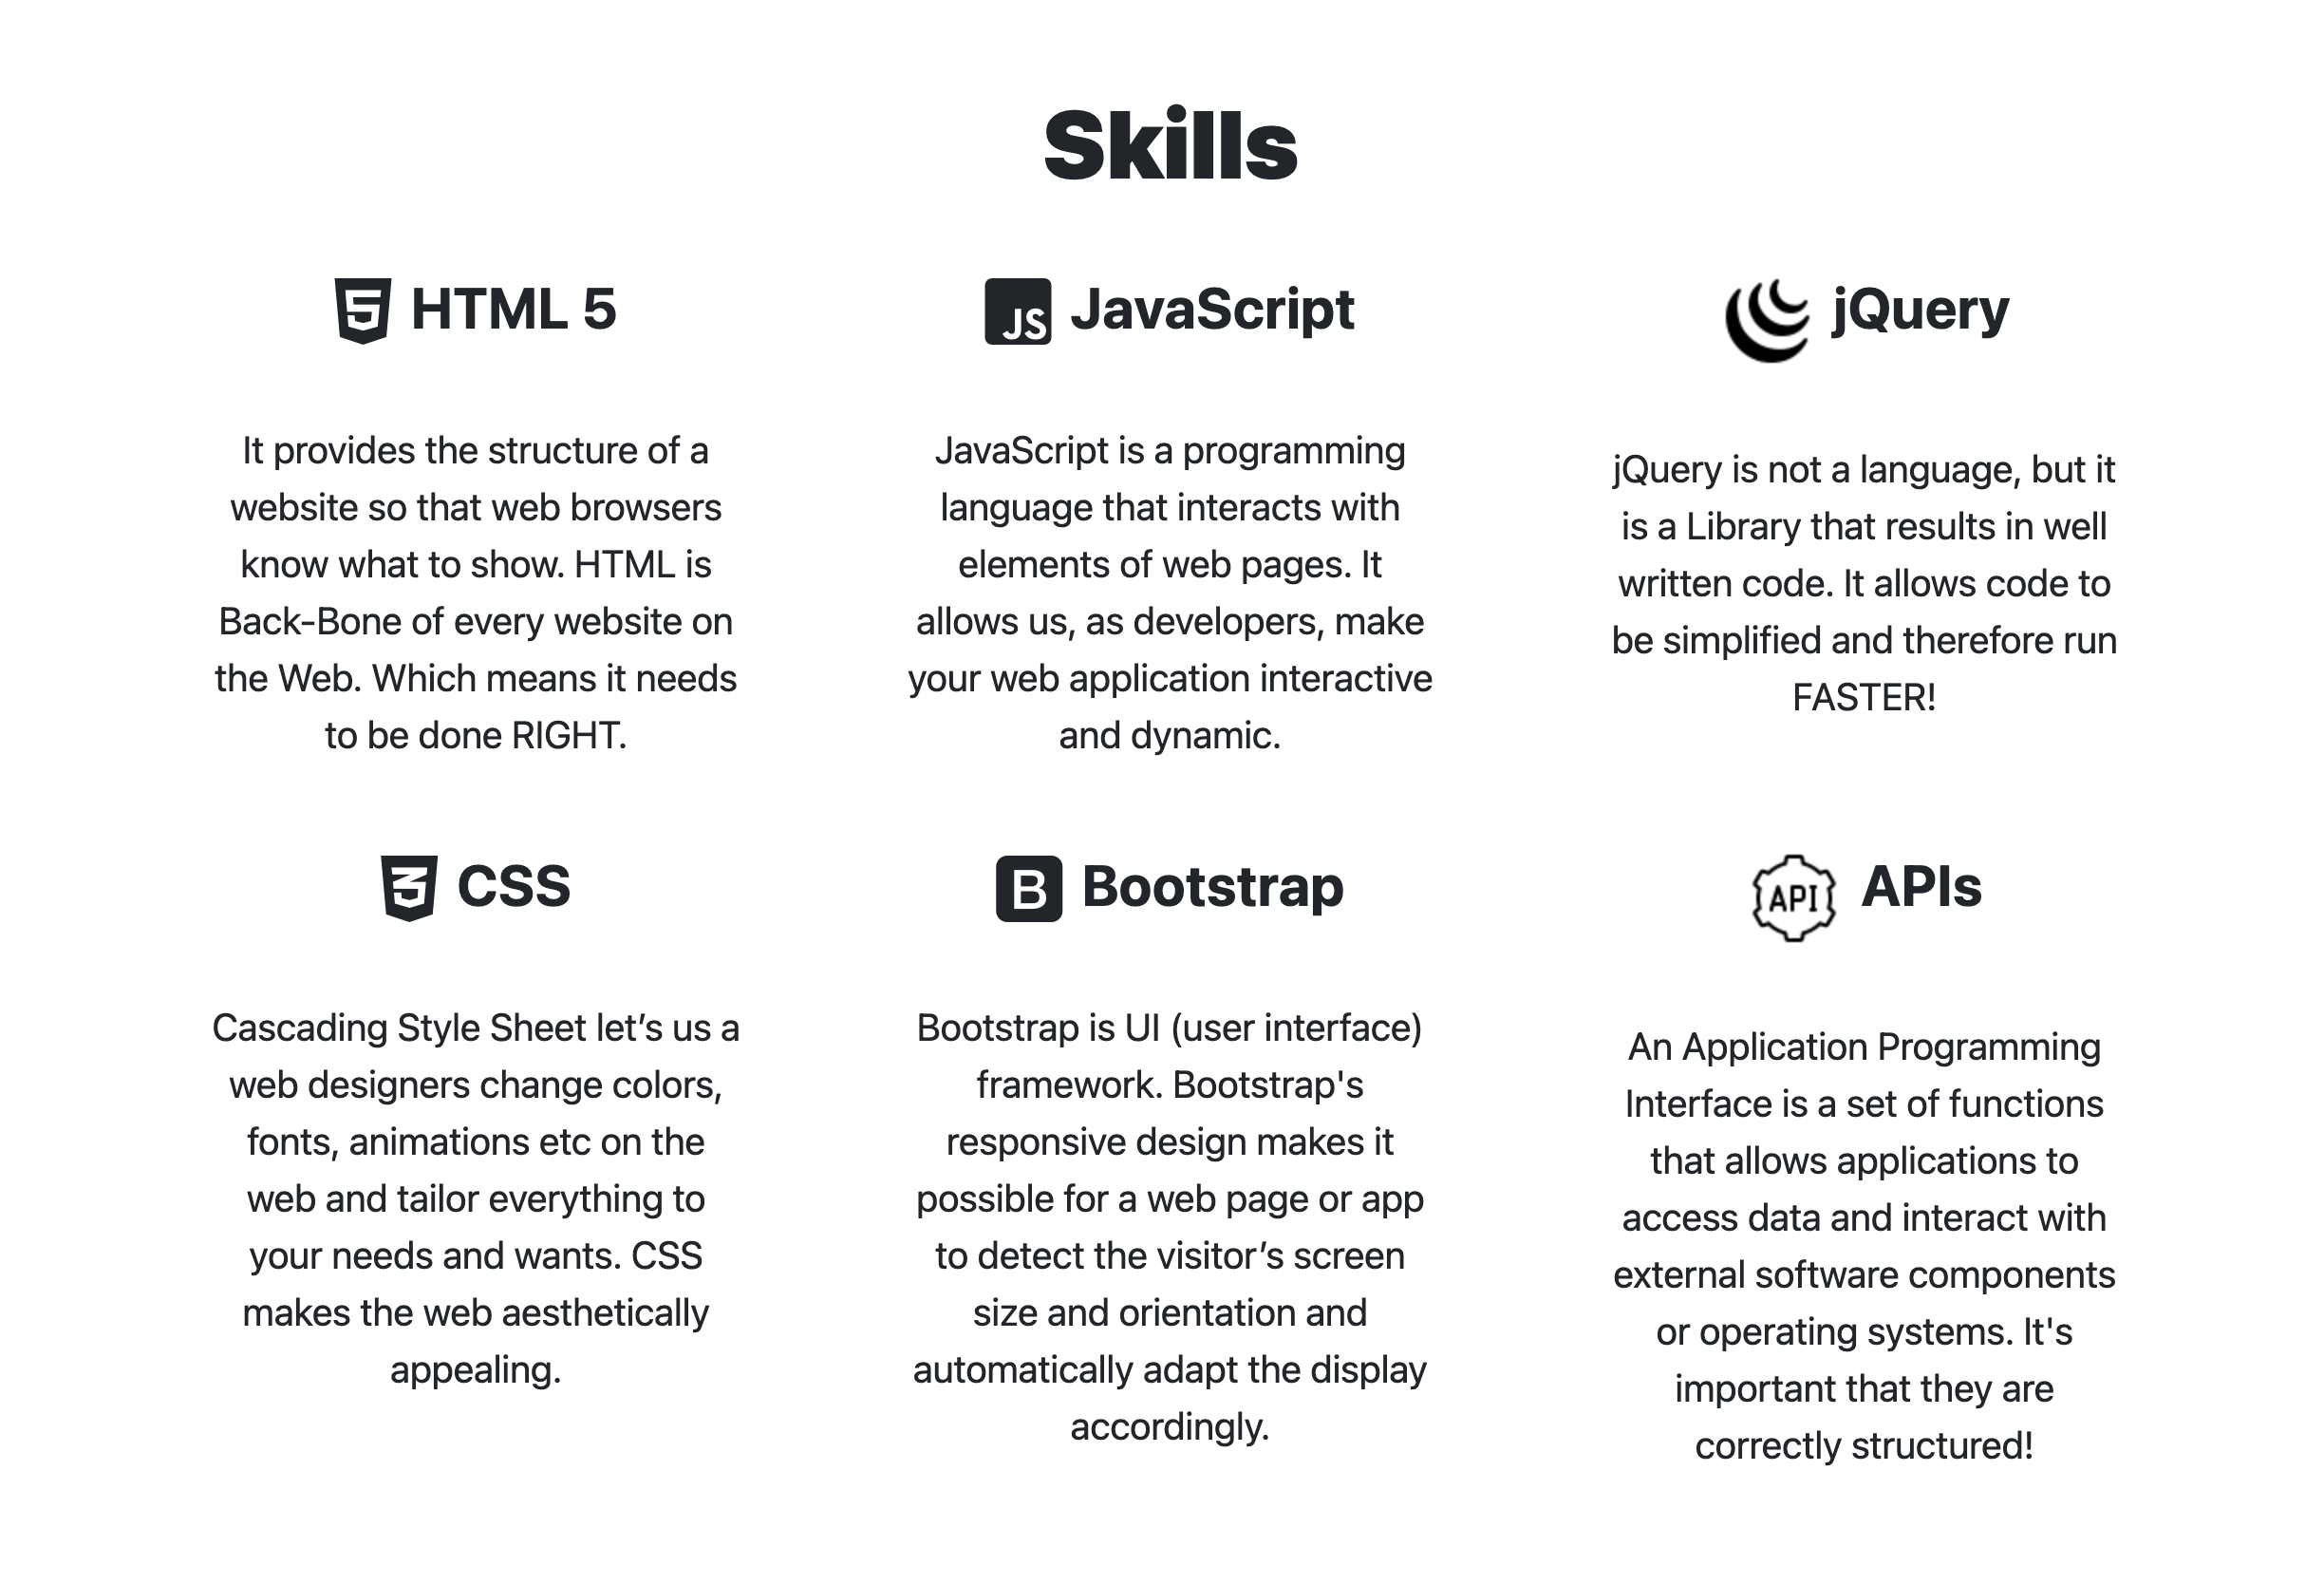 Skills
HTML 5
It provides the structure of a
website so that web browsers
know what to show. HTML is
Back-Bone of every website on
the Web. Which means it needs
to be done RIGHT.
JS JavaScript
JavaScript is a programming
language that interacts with
elements of web pages. It
allows us, as developers, make
your web application interactive
and dynamic.
jQuery
jQuery is not a language, but it
is a Library that results in well
written code. It allows code to
be simplified and therefore run
FASTER!
CSS
Cascading Style Sheet let’s us a
web designers change colors,
fonts, animations etc on the
web and tailor everything to
your needs and wants. CSS
makes the web aesthetically
appealing.
B Bootstrap
Bootstrap is UI (user interface)
framework. Bootstrap's
responsive design makes it
possible for a web page or app
to detect the visitor’s screen
size and orientation and
automatically adapt the display
accordingly.
API APIs
An Application Programming
Interface is a set of functions
that allows applications to
access data and interact with
external software components
or operating systems. It's
important that they are
correctly structured!